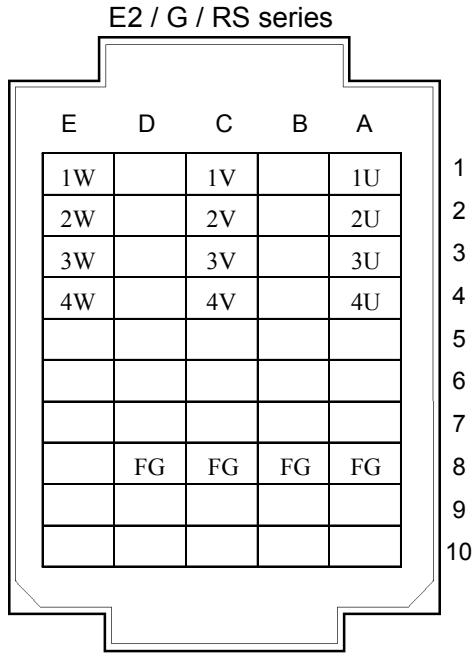 E2 / G / RS series
E D C B A
1W 1V 1U 1
2W 2V 2U 2
3W 3V 3U 3
4W 4V 4U 4
5
6
7
FG FG FG FG 8
9
10